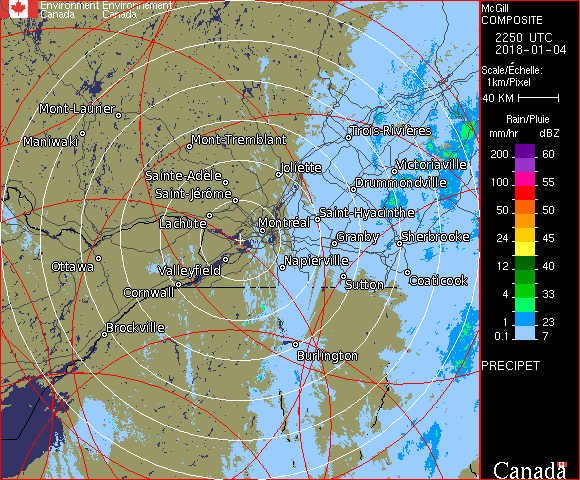 Environment Environnement
Canada Canada
McGill
COMPOSITE
2250 UTC
2018-01-04
Scale/Échelle:
1km/Pixel
40 KM
Rain/Pluie
mm/hr dBZ
200 60
100 55
50 50
24 45
12 40
4 33
1 23
0.1 7
PRECIPET
Canada
Mont-Laurier
Maniwaki
Mont-Tremblant
Trois-Rivières
Sainte-Adèle
Joliette
Victoriaville
Saint-Jérôme
Drummondville
Lachute
Montréal
Saint-Hyacinthe
Granby
Sherbrooke
Ottawa
Valleyfield
Napierville
Cornwall
Sutton
Coaticook
Brockville
Burlington